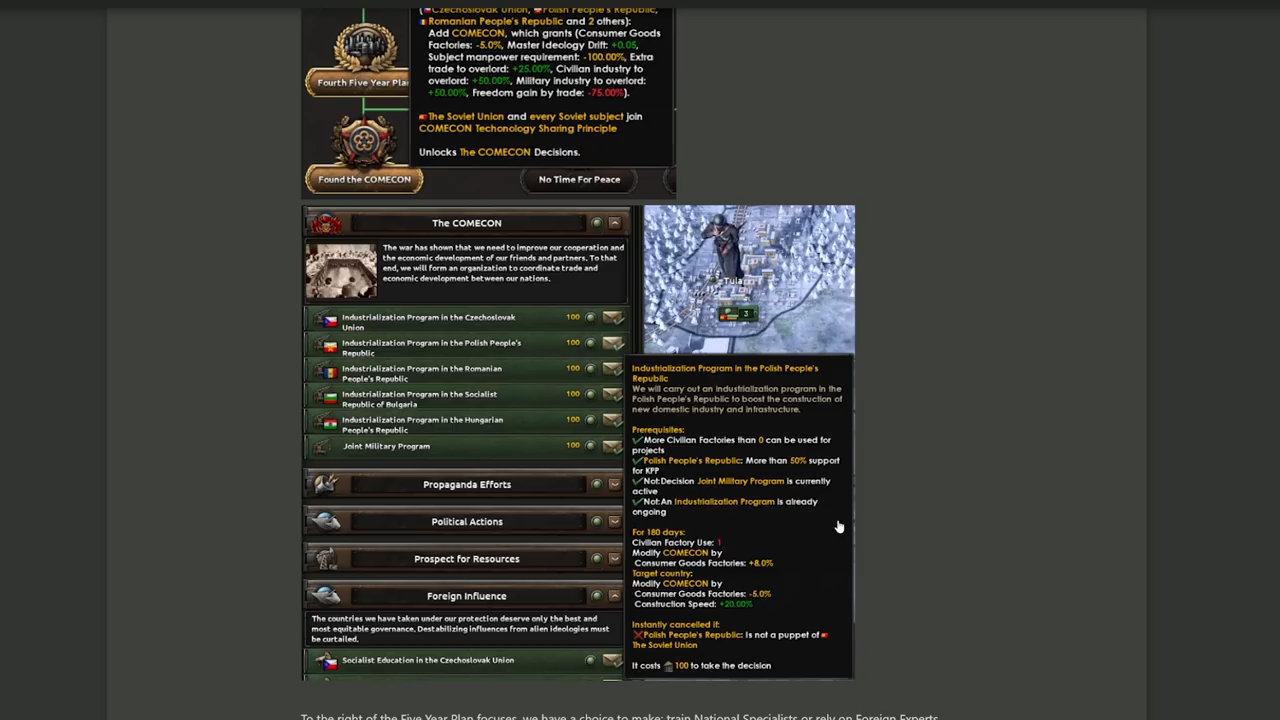 (Czechoslovak Union, Polish People's Republic,
Romanian People's Republic and 2 others):
Add COMECON, which grants (Consumer Goods
Factories: -5.0%, Master Ideology Drift: +0.05,
Subject manpower requirement: -100.00%, Extra
trade to overlord: +25.00%, Civilian industry to
overlord: +50.00%, Military industry to overlord:
+50.00%, Freedom gain by trade: -75.00%).
Fourth Five Year Pla
The Soviet Union and every Soviet subject join
COMECON Techonology Sharing Principle
Unlocks The COMECON Decisions.
Found the COMECON
No Time For Peace
The COMECON
The war has shown that we need to improve our cooperation and
the economic development of our friends and partners. To that
end, we will form an organization to coordinate trade and
economic development between our nations.
Industrialization Program in the Czechoslovak
Union
100
Industrialization Program in the Polish People's
Republic
100
Industrialization Program in the Romanian
People's Republic
100
Industrialization Program in the Socialist
Republic of Bulgaria
100
Industrialization Program in the Hungarian
People's Republic
100
Joint Military Program
100
Propaganda Efforts
Political Actions
Prospect for Resources
Foreign Influence
The countries we have taken under our protection deserve only the best and
most equitable governance. Destabilizing influences from alien ideologies must
be curtailed.
Socialist Education in the Czechoslovak Union
Tula
3
Industrialization Program in the Polish People's
Republic
We will carry out an industrialization program in the
Polish People's Republic to boost the construction of
new domestic industry and infrastructure.
Prerequisites:
More Civilian Factories than 0 can be used for
projects
Polish People's Republic: More than 50% support
for KPP
Not: Decision Joint Military Program is currently
active
Not: An Industrialization Program is already
ongoing
For 180 days:
Civilian Factory Use: 1
Modify COMECON by
Consumer Goods Factories: +8.0%
Target country:
Modify COMECON by
Consumer Goods Factories: -5.0%
Construction Speed: +20.00%
Instantly cancelled if:
Polish People's Republic: Is not a puppet of
The Soviet Union
It costs 100 to take the decision
To the right of the Five Year Plan focuses, we have a choice to make: train National Specialists or rely on Foreign Experts